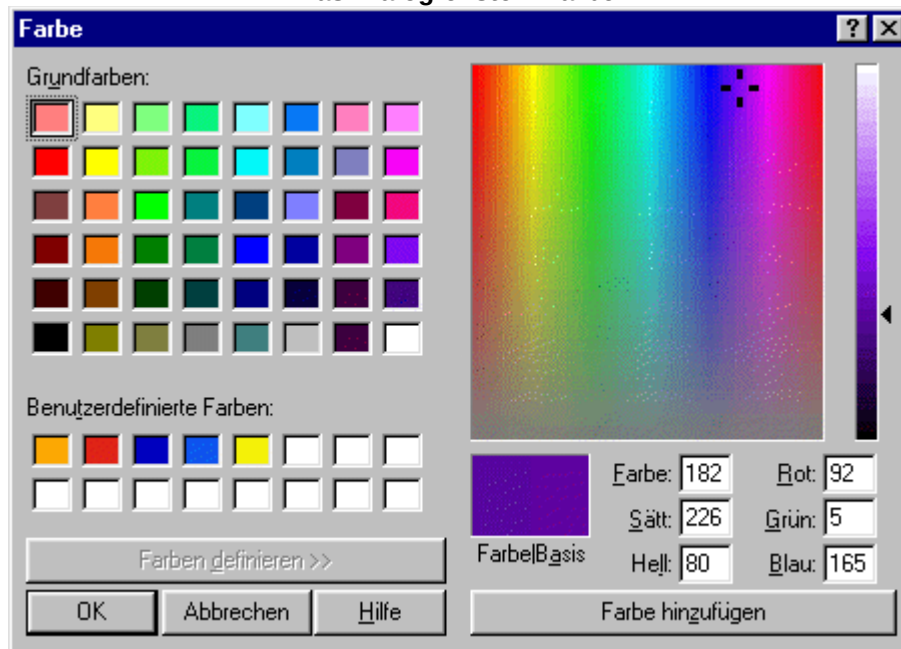 Farbe
Grundfarben:
Benutzerdefinierte Farben:
Farben definieren >>
OK Abbrechen Hilfe
Farbe|Basis
Farbe: 182 Rot: 92
Sätt: 226 Grün: 5
Hell: 80 Blau: 165
Farbe hinzufügen